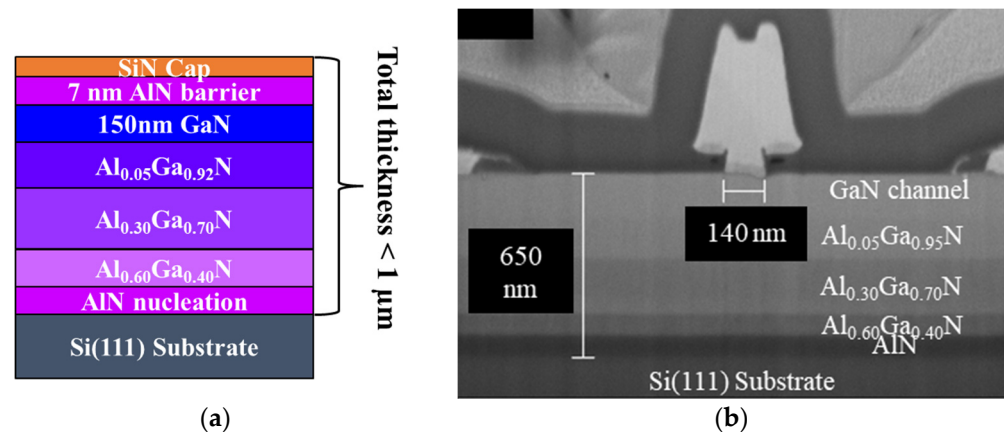 SiN Cap
7 nm AlN barrier
150nm GaN
Al0.05Ga0.92N
Al0.30Ga0.70N
Al0.60Ga0.40N
AlN nucleation
Si(111) Substrate
Total thickness < 1 μm
(a)
GaN channel
140 nm
Al0.05Ga0.95N
650
nm
Al0.30Ga0.70N
Al0.60Ga0.40N
AlN
Si(111) Substrate
(b)